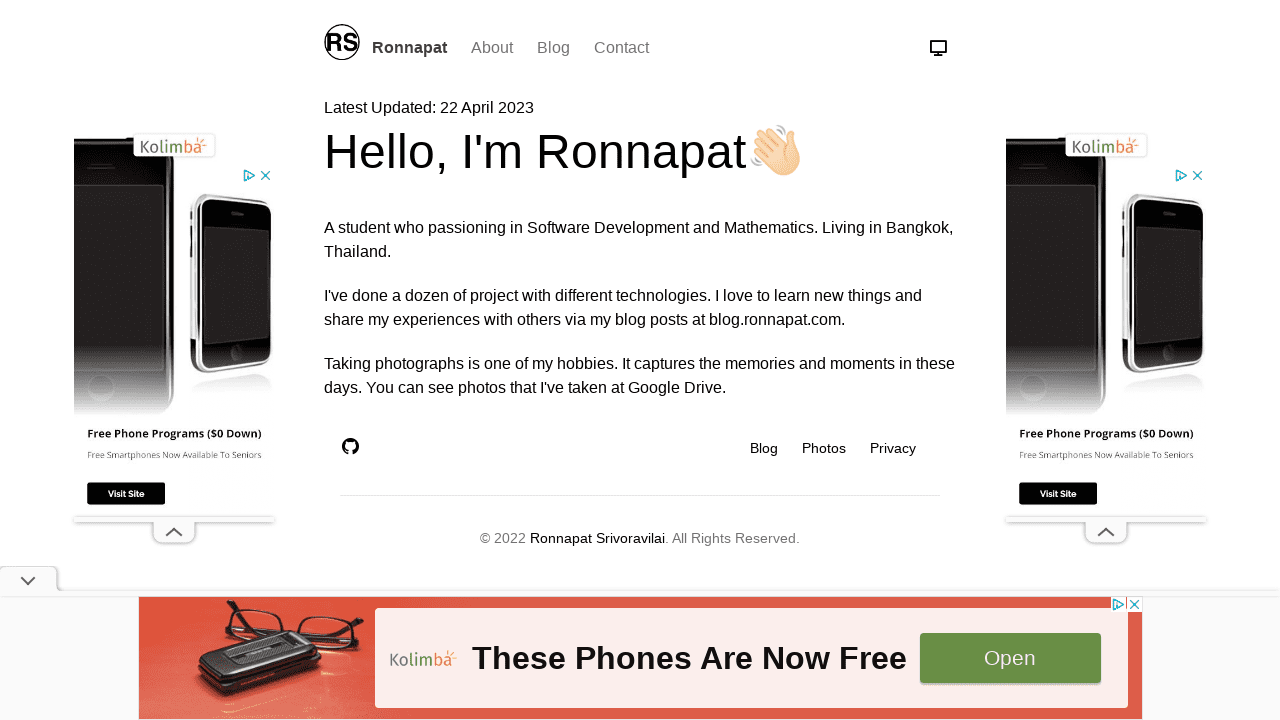 RS
Ronnapat About Blog Contact
Latest Updated: 22 April 2023
Hello, I'm Ronnapat
A student who passioning in Software Development and Mathematics. Living in Bangkok,
Thailand.
I've done a dozen of project with different technologies. I love to learn new things and
share my experiences with others via my blog posts at blog.ronnapat.com.
Taking photographs is one of my hobbies. It captures the memories and moments in these
days. You can see photos that I've taken at Google Drive.
Blog Photos Privacy
© 2022 Ronnapat Srivoravilai. All Rights Reserved.
Kolimba
Free Phone Programs ($0 Down)
Free Smartphones Now Available To Seniors
Visit Site
Kolimba
Free Phone Programs ($0 Down)
Free Smartphones Now Available To Seniors
Visit Site
Kolimba
These Phones Are Now Free
Open